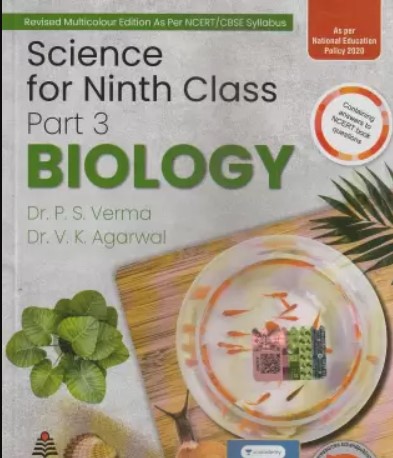 Revised Multicolour Edition As Per NCERT/CBSE Syllabus
As per
National Education
Policy 2020
Science
for Ninth Class
Part 3
BIOLOGY
Containing
answers to
NCERT book
questions
Dr. P. S. Verma
Dr. V. K. Agarwal